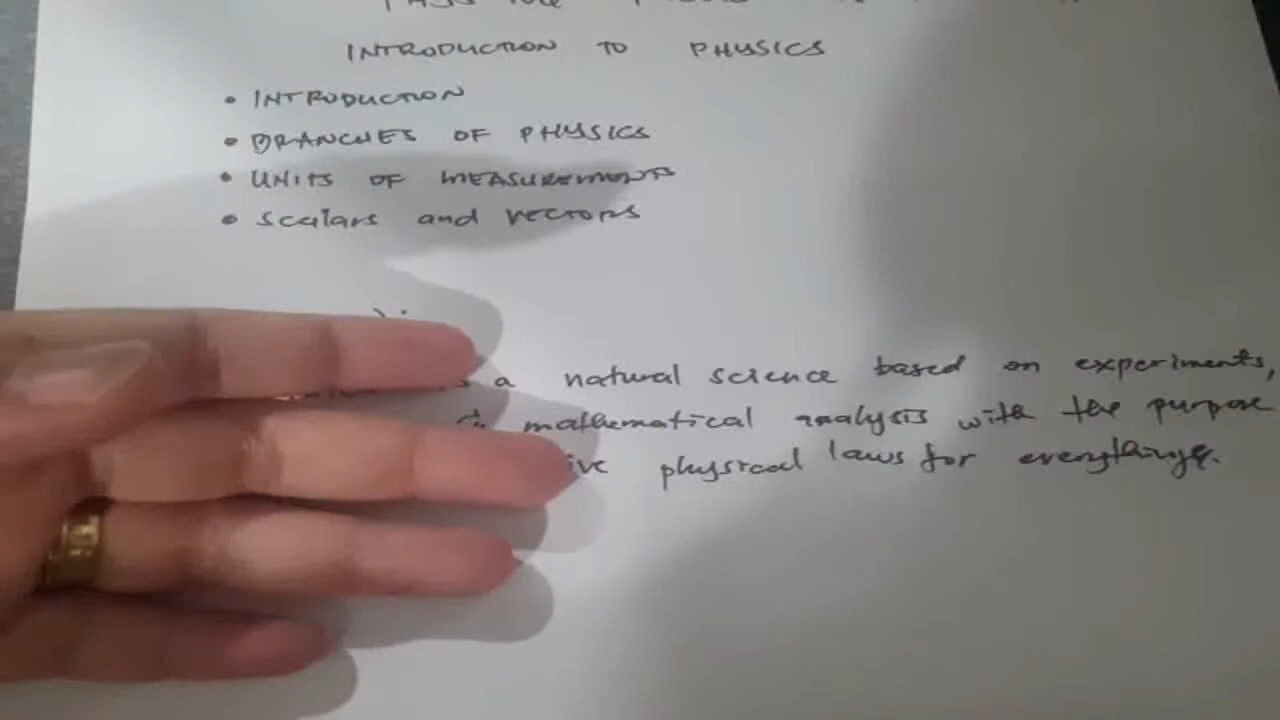 INTRODUCTION TO PHYSICS
• INTRODUCTION
• BRANCHES OF PHYSICS
• UNITS OF MEASUREMENTS
• Scalars and vectors
a natural science based on experiments,
mathematical analysis with the purpose
physical laws for everything.